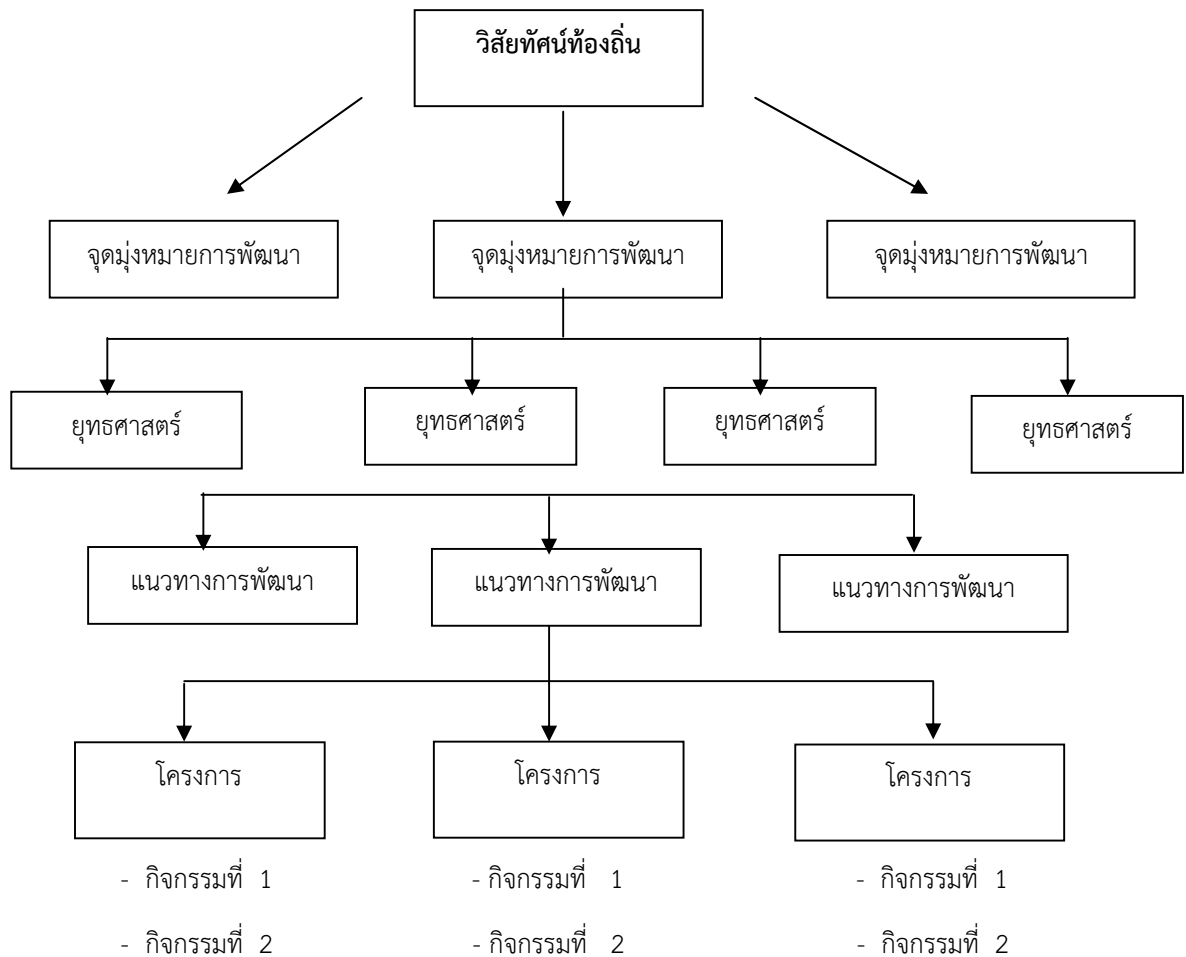 วิสัยทัศน์ท้องถิ่น
จุดมุ่งหมายการพัฒนา
จุดมุ่งหมายการพัฒนา
จุดมุ่งหมายการพัฒนา
ยุทธศาสตร์
ยุทธศาสตร์
ยุทธศาสตร์
ยุทธศาสตร์
แนวทางการพัฒนา
แนวทางการพัฒนา
แนวทางการพัฒนา
โครงการ
โครงการ
โครงการ
- กิจกรรมที่ 1
- กิจกรรมที่ 1
- กิจกรรมที่ 1
- กิจกรรมที่ 2
- กิจกรรมที่ 2
- กิจกรรมที่ 2